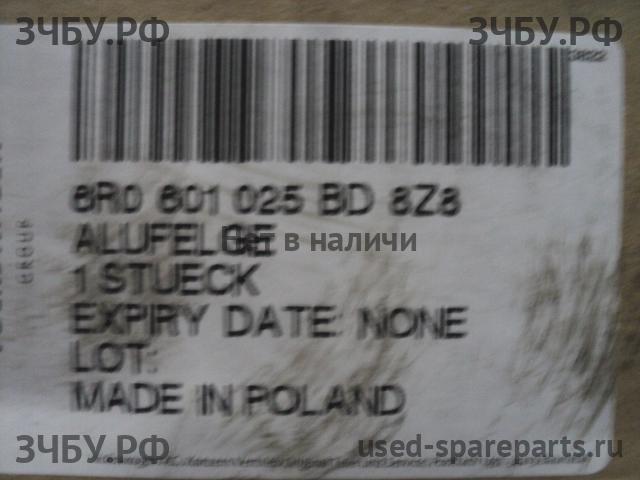 ЗЧБУ.РФ ЗЧБУ.РФ
8R0 601 025 BD 8Z8
ALUFELGE
Нет в наличи
1 STUECK
EXPIRY DATE: NONE
LOT:
MADE IN POLAND
ЗЧБУ.РФ used-spareparts.ru